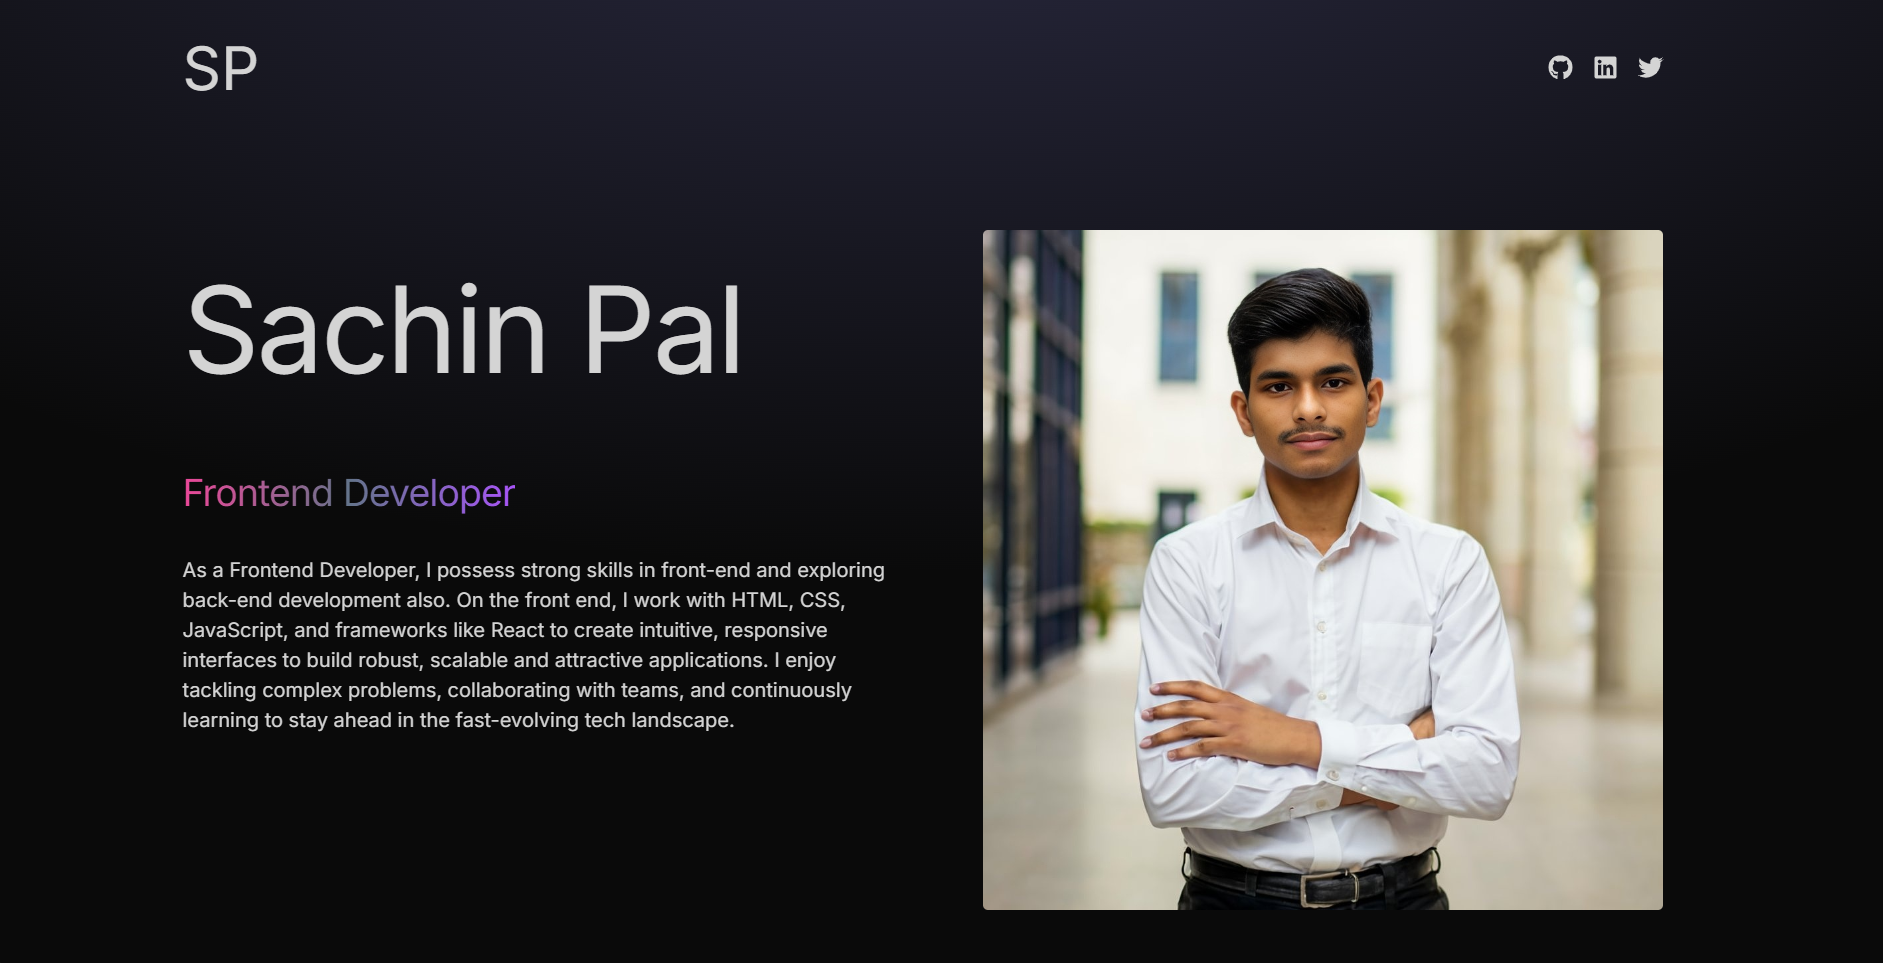 SP
Sachin Pal
Frontend Developer
As a Frontend Developer, I possess strong skills in front-end and exploring
back-end development also. On the front end, I work with HTML, CSS,
JavaScript, and frameworks like React to create intuitive, responsive
interfaces to build robust, scalable and attractive applications. I enjoy
tackling complex problems, collaborating with teams, and continuously
learning to stay ahead in the fast-evolving tech landscape.